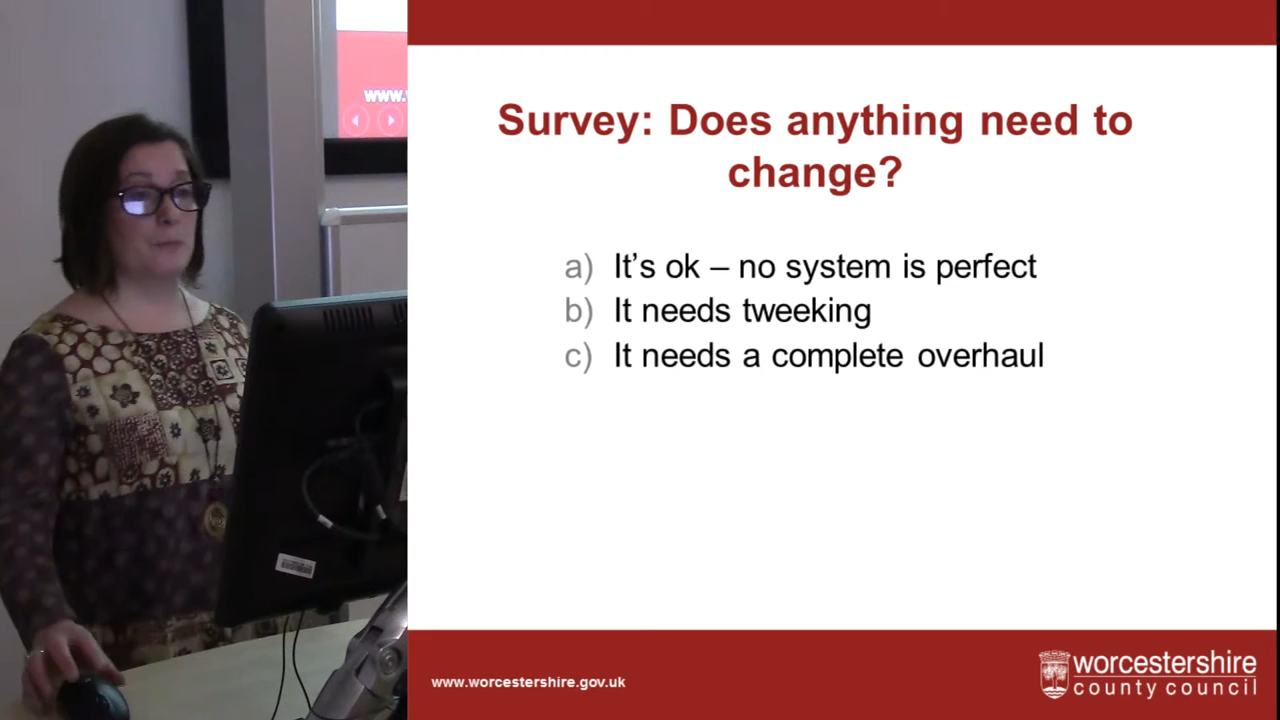 www.
Survey: Does anything need to
change?
a) It's ok – no system is perfect
b) It needs tweeking
c) It needs a complete overhaul
www.worcestershire.gov.uk
worcestershire
county council